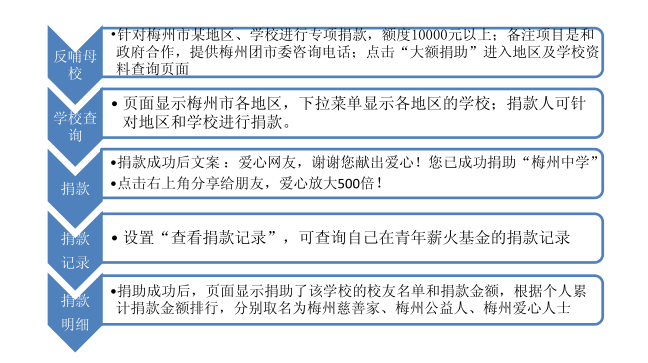 反哺母
校
•针对梅州市某地区、学校进行专项捐款，额度10000元以上；备注项目是和
政府合作，提供梅州团市委咨询电话；点击“大额捐助”进入地区及学校资
料查询页面
学校查
询
•页面显示梅州市各地区，下拉菜单显示各地区的学校；捐款人可针
对地区和学校进行捐款。
捐款
•捐款成功后文案：爱心网友，谢谢您献出爱心！您已成功捐助“梅州中学”
•点击右上角分享给朋友，爱心放大500倍！
捐款
记录
•设置“查看捐款记录”，可查询自己在青年薪火基金的捐款记录
捐款
明细
•捐助成功后，页面显示捐助了该学校的校友名单和捐款金额，根据个人累
计捐款金额排行，分别取名为梅州慈善家、梅州公益人、梅州爱心人士